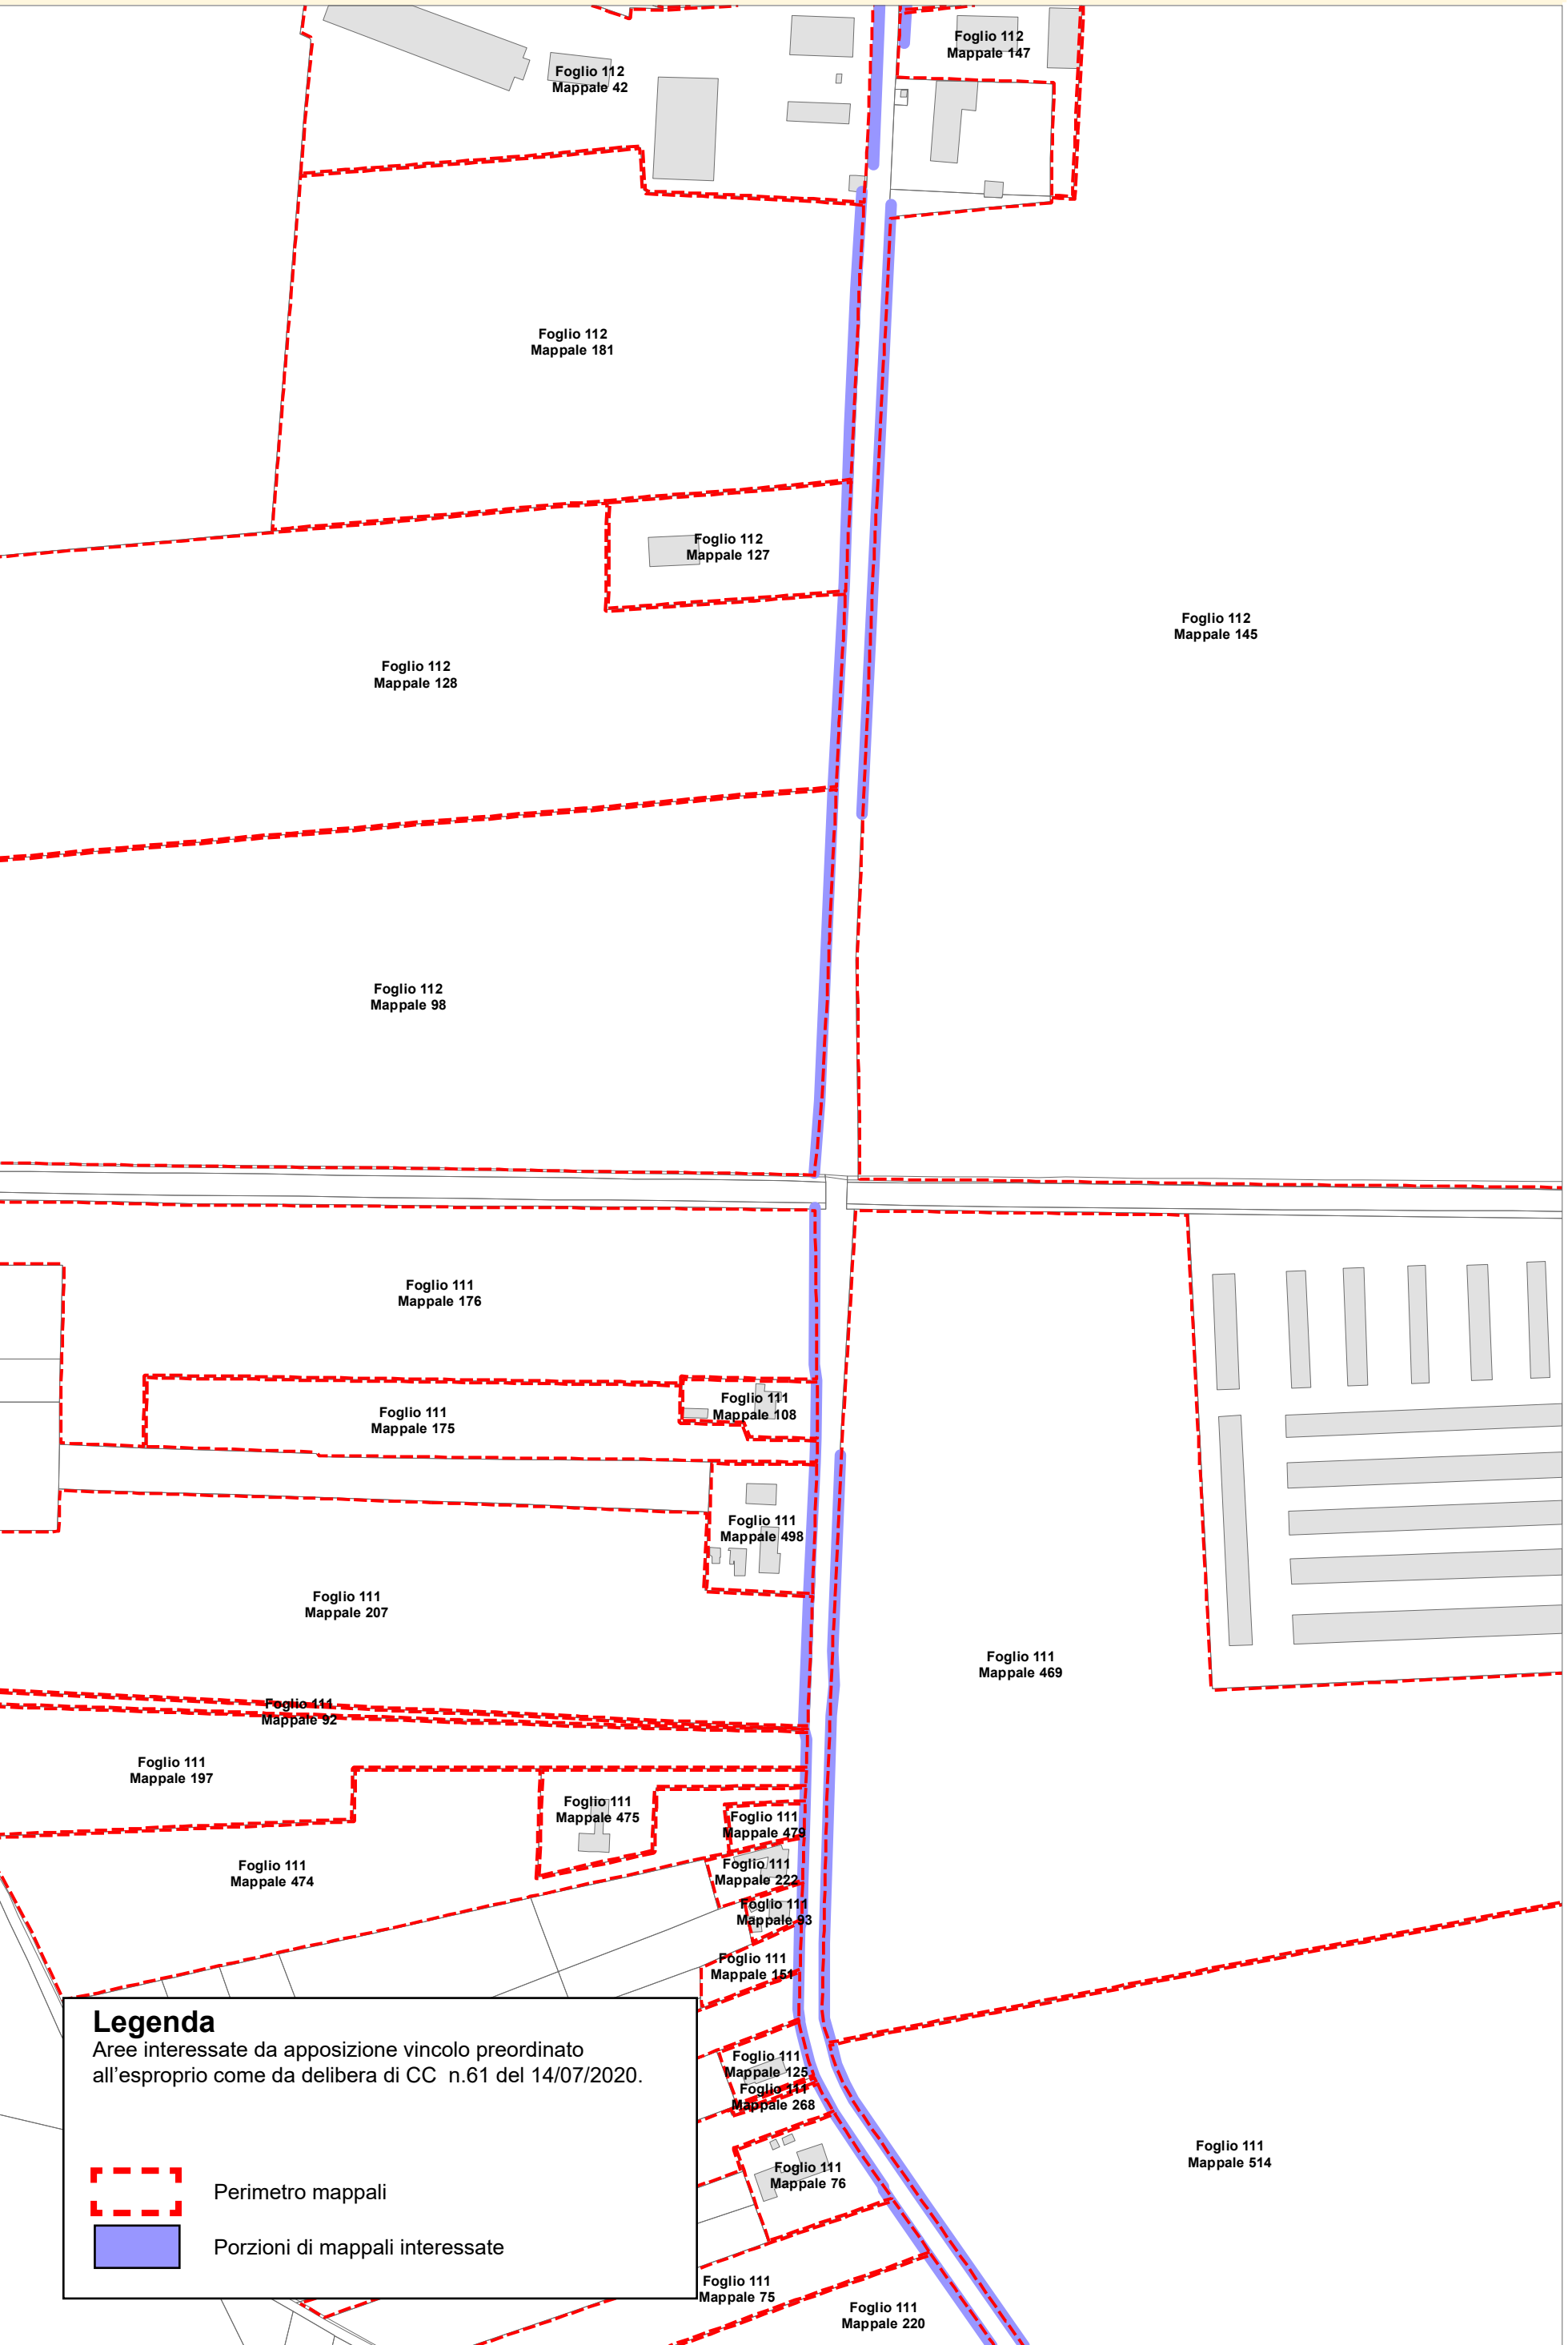 Foglio 112
Mappale 147
Foglio 112
Mappale 42
Foglio 112
Mappale 181
Foglio 112
Mappale 127
Foglio 112
Mappale 145
Foglio 112
Mappale 128
Foglio 112
Mappale 98
Foglio 111
Mappale 176
Foglio 111
Mappale 108
Foglio 111
Mappale 175
Foglio 111
Mappale 498
Foglio 111
Mappale 207
Foglio 111
Mappale 469
Foglio 111
Mappale 92
Foglio 111
Mappale 197
Foglio 111
Mappale 475
Foglio 111
Mappale 479
Foglio 111
Mappale 474
Foglio 111
Mappale 222
Foglio 111
Mappale 93
Foglio 111
Mappale 151
Foglio 111
Mappale 125
Foglio 111
Mappale 268
Foglio 111
Mappale 514
Foglio 111
Mappale 76
Foglio 111
Mappale 75
Foglio 111
Mappale 220
Legenda
Aree interessate da apposizione vincolo preordinato
all’esproprio come da delibera di CC  n.61 del 14/07/2020.
Perimetro mappali
Porzioni di mappali interessate